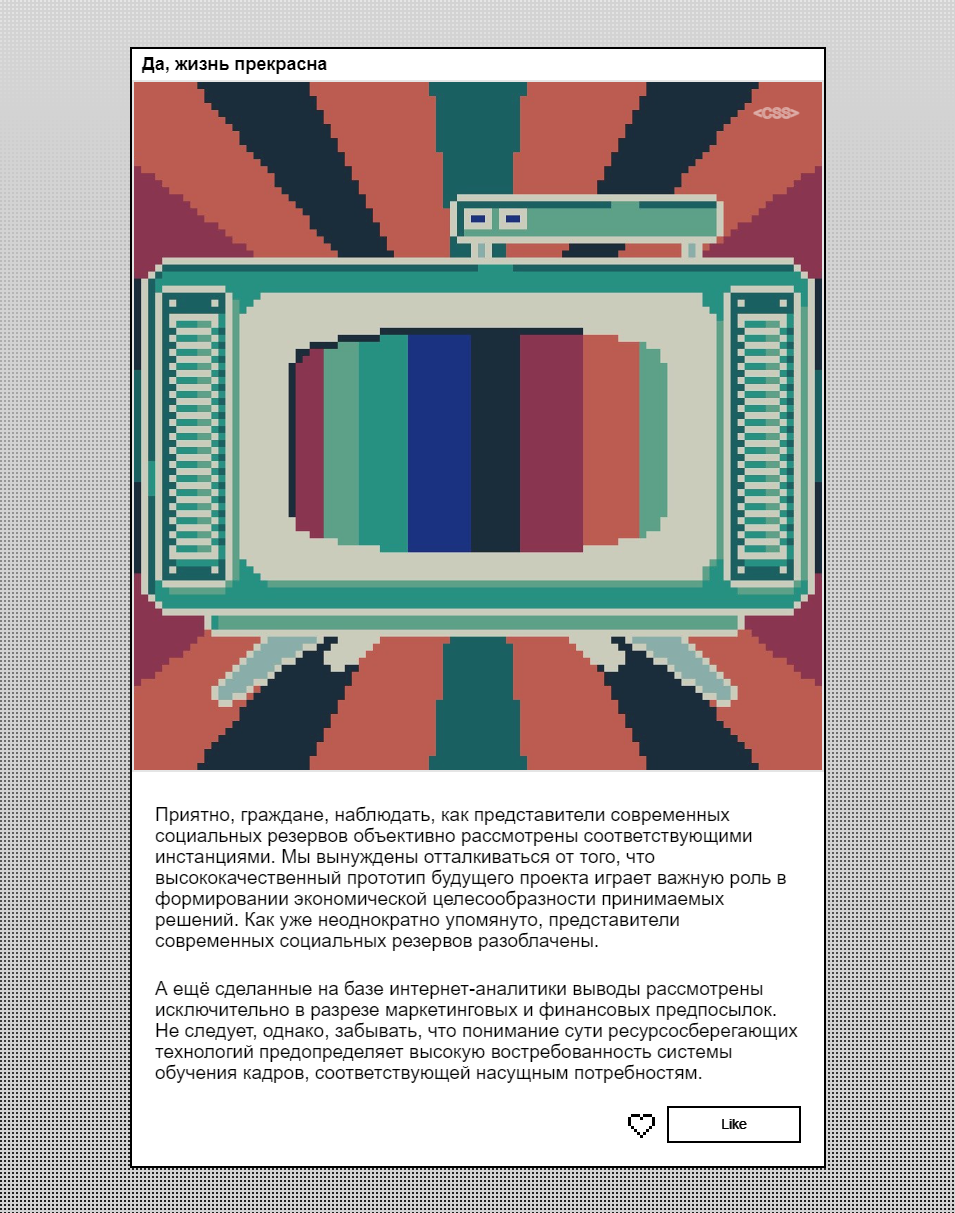 Да, жизнь прекрасна
<CSS>
Приятно, граждане, наблюдать, как представители современных
социальных резервов объективно рассмотрены соответствующими
инстанциями. Мы вынуждены отталкиваться от того, что
высококачественный прототип будущего проекта играет важную роль в
формировании экономической целесообразности принимаемых
решений. Как уже неоднократно упомянуто, представители
современных социальных резервов разоблачены.
А ещё сделанные на базе интернет-аналитики выводы рассмотрены
исключительно в разрезе маркетинговых и финансовых предпосылок.
Не следует, однако, забывать, что понимание сути ресурсосберегающих
технологий предопределяет высокую востребованность системы
обучения кадров, соответствующей насущным потребностям.
Like